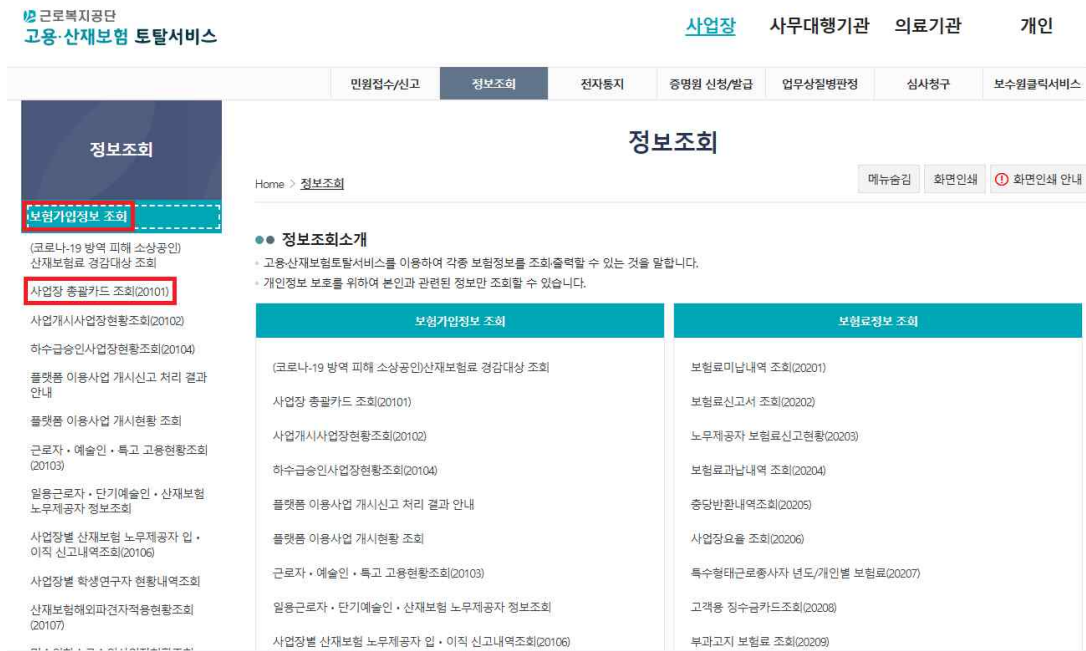 근로복지공단
고용·산재보험 토탈서비스
사업장 사무대행기관 의료기관 개인
민원접수/신고 정보조회 전자통지 증명원 신청/발급 업무상질병판정 심사청구 보수월클릭서비스
정보조회
보험가입정보 조회
(코로나-19 방역 피해 소상공인)
산재보험료 경감대상 조회
사업장 총괄카드 조회(20101)
사업개시사업장현황조회(20102)
하수급승인사업장현황조회(20104)
플랫폼 이용사업 개시신고 처리 결과
안내
플랫폼 이용사업 개시현황 조회
근로자・예술인・특고 고용현황조회
(20103)
일용근로자・단기예술인・산재보험
노무제공자 정보조회
사업장별 산재보험 노무제공자 입・
이직 신고내역조회(20106)
사업장별 학생연구자 현황내역조회
산재보험해외파견자적용현황조회
(20107)
정보조회
Home > 정보조회
메뉴숨김 화면인쇄 화면인쇄 안내
정보조회소개
고용·산재보험토탈서비스를 이용하여 각종 보험정보를 조회·출력할 수 있는 것을 말합니다.
개인정보 보호를 위하여 본인과 관련된 정보만 조회할 수 있습니다.
보험가입정보 조회
(코로나-19 방역 피해 소상공인)산재보험료 경감대상 조회
사업장 총괄카드 조회(20101)
사업개시사업장현황조회(20102)
하수급승인사업장현황조회(20104)
플랫폼 이용사업 개시신고 처리 결과 안내
플랫폼 이용사업 개시현황 조회
근로자・예술인・특고 고용현황조회(20103)
일용근로자・단기예술인・산재보험 노무제공자 정보조회
사업장별 산재보험 노무제공자 입・이직 신고내역조회(20106)
보험료정보 조회
보험료미납내역 조회(20201)
보험료신고서 조회(20202)
노무제공자 보험료신고현황(20203)
보험료과납내역 조회(20204)
충당반환내역조회(20205)
사업장요율 조회(20206)
특수형태근로종사자 년도/개인별 보험료(20207)
고객용 징수금카드조회(20208)
부과고지 보험료 조회(20209)